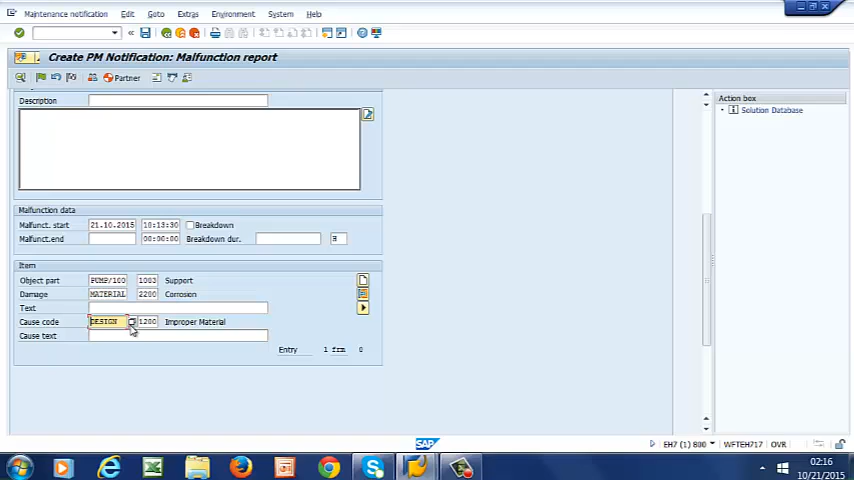 Maintenance notification Edit Goto Extras Environment System Help
Create PM Notification: Malfunction report
Partner
Description
Action box
Solution Database
Malfunction data
Malfunct. start 21.10.2015 10:13:30 Breakdown
Malfunct.end 00:00:00 Breakdown dur. H
Item
Object part PUMP/100 1003 Support
Damage MATERIAL 2200 Corrosion
Text
Cause code DESIGN 1200 Improper Material
Cause text
Entry 1 frm 0
SAP
EH7 (1) 800 WFTEH717 OVR
02:16
10/21/2015